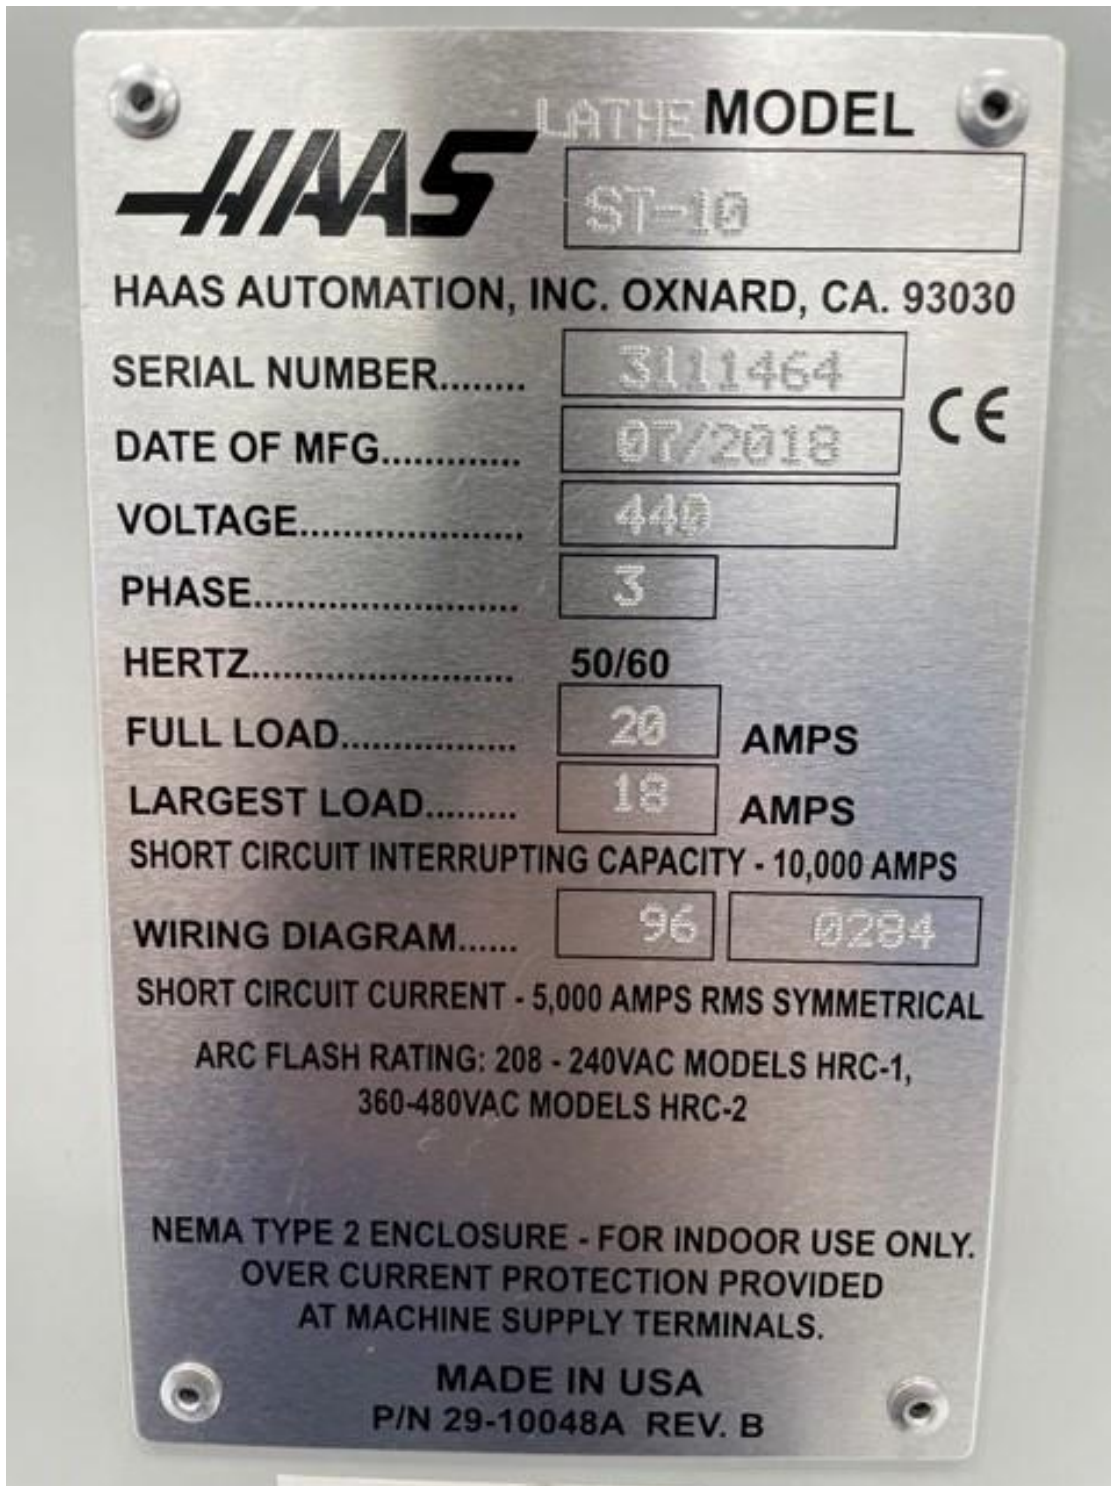 LATHE MODEL
HAAS
ST-10
HAAS AUTOMATION, INC. OXNARD, CA. 93030
SERIAL NUMBER........ 3111464
DATE OF MFG............. 07/2018
CE
VOLTAGE..................... 440
PHASE......................... 3
HERTZ......................... 50/60
FULL LOAD................. 20 AMPS
LARGEST LOAD......... 18 AMPS
SHORT CIRCUIT INTERRUPTING CAPACITY - 10,000 AMPS
WIRING DIAGRAM...... 96 0284
SHORT CIRCUIT CURRENT - 5,000 AMPS RMS SYMMETRICAL
ARC FLASH RATING: 208 - 240VAC MODELS HRC-1,
360-480VAC MODELS HRC-2
NEMA TYPE 2 ENCLOSURE - FOR INDOOR USE ONLY.
OVER CURRENT PROTECTION PROVIDED
AT MACHINE SUPPLY TERMINALS.
MADE IN USA
P/N 29-10048A REV. B